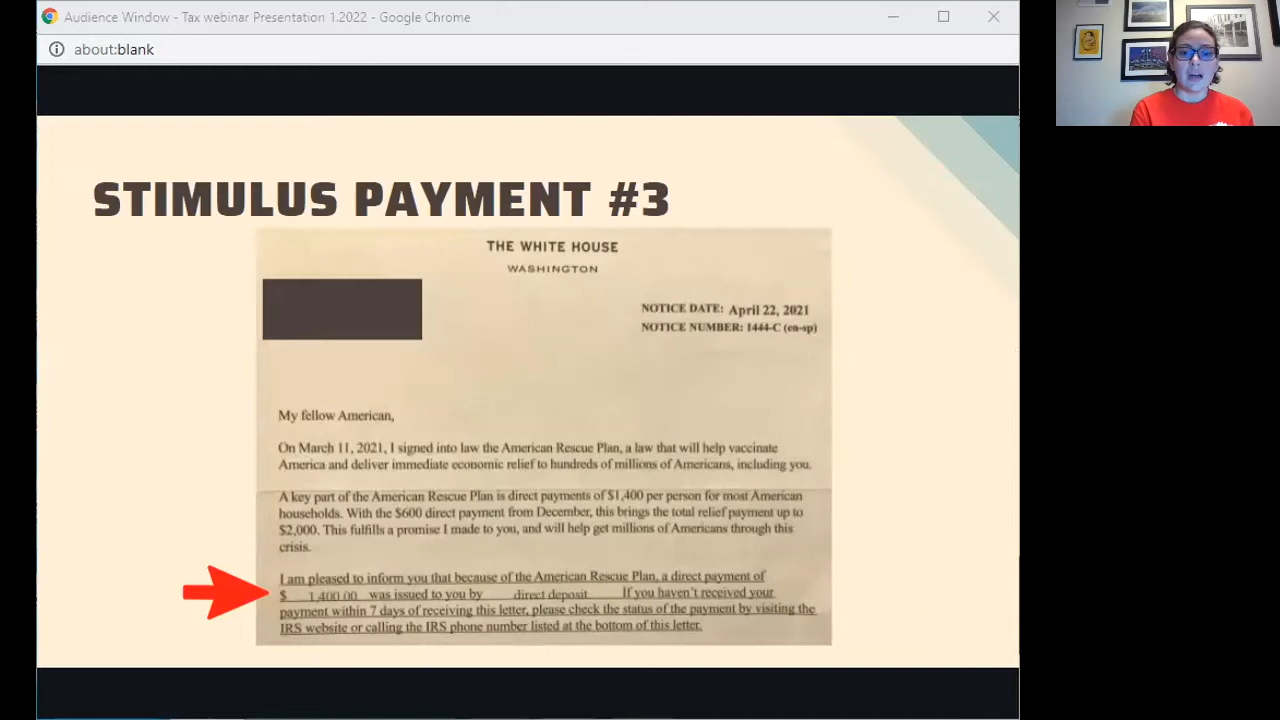 Audience Window - Tax webinar Presentation 1.2022 - Google Chrome
about:blank
STIMULUS PAYMENT #3
THE WHITE HOUSE
WASHINGTON
NOTICE DATE: April 22, 2021
NOTICE NUMBER: 1444-C (en-sp)
My fellow American,
On March 11, 2021, I signed into law the American Rescue Plan, a law that will help vaccinate
America and deliver immediate economic relief to hundreds of millions of Americans, including you.
A key part of the American Rescue Plan is direct payments of $1,400 per person for most American
households. With the $600 direct payment from December, this brings the total relief payment up to
$2,000. This fulfills a promise I made to you, and will help get millions of Americans through this
crisis.
I am pleased to inform you that because of the American Rescue Plan, a direct payment of
$ 1,400.00 was issued to you by direct deposit If you haven't received your
payment within 7 days of receiving this letter, please check the status of the payment by visiting the
IRS website or calling the IRS phone number listed at the bottom of this letter.